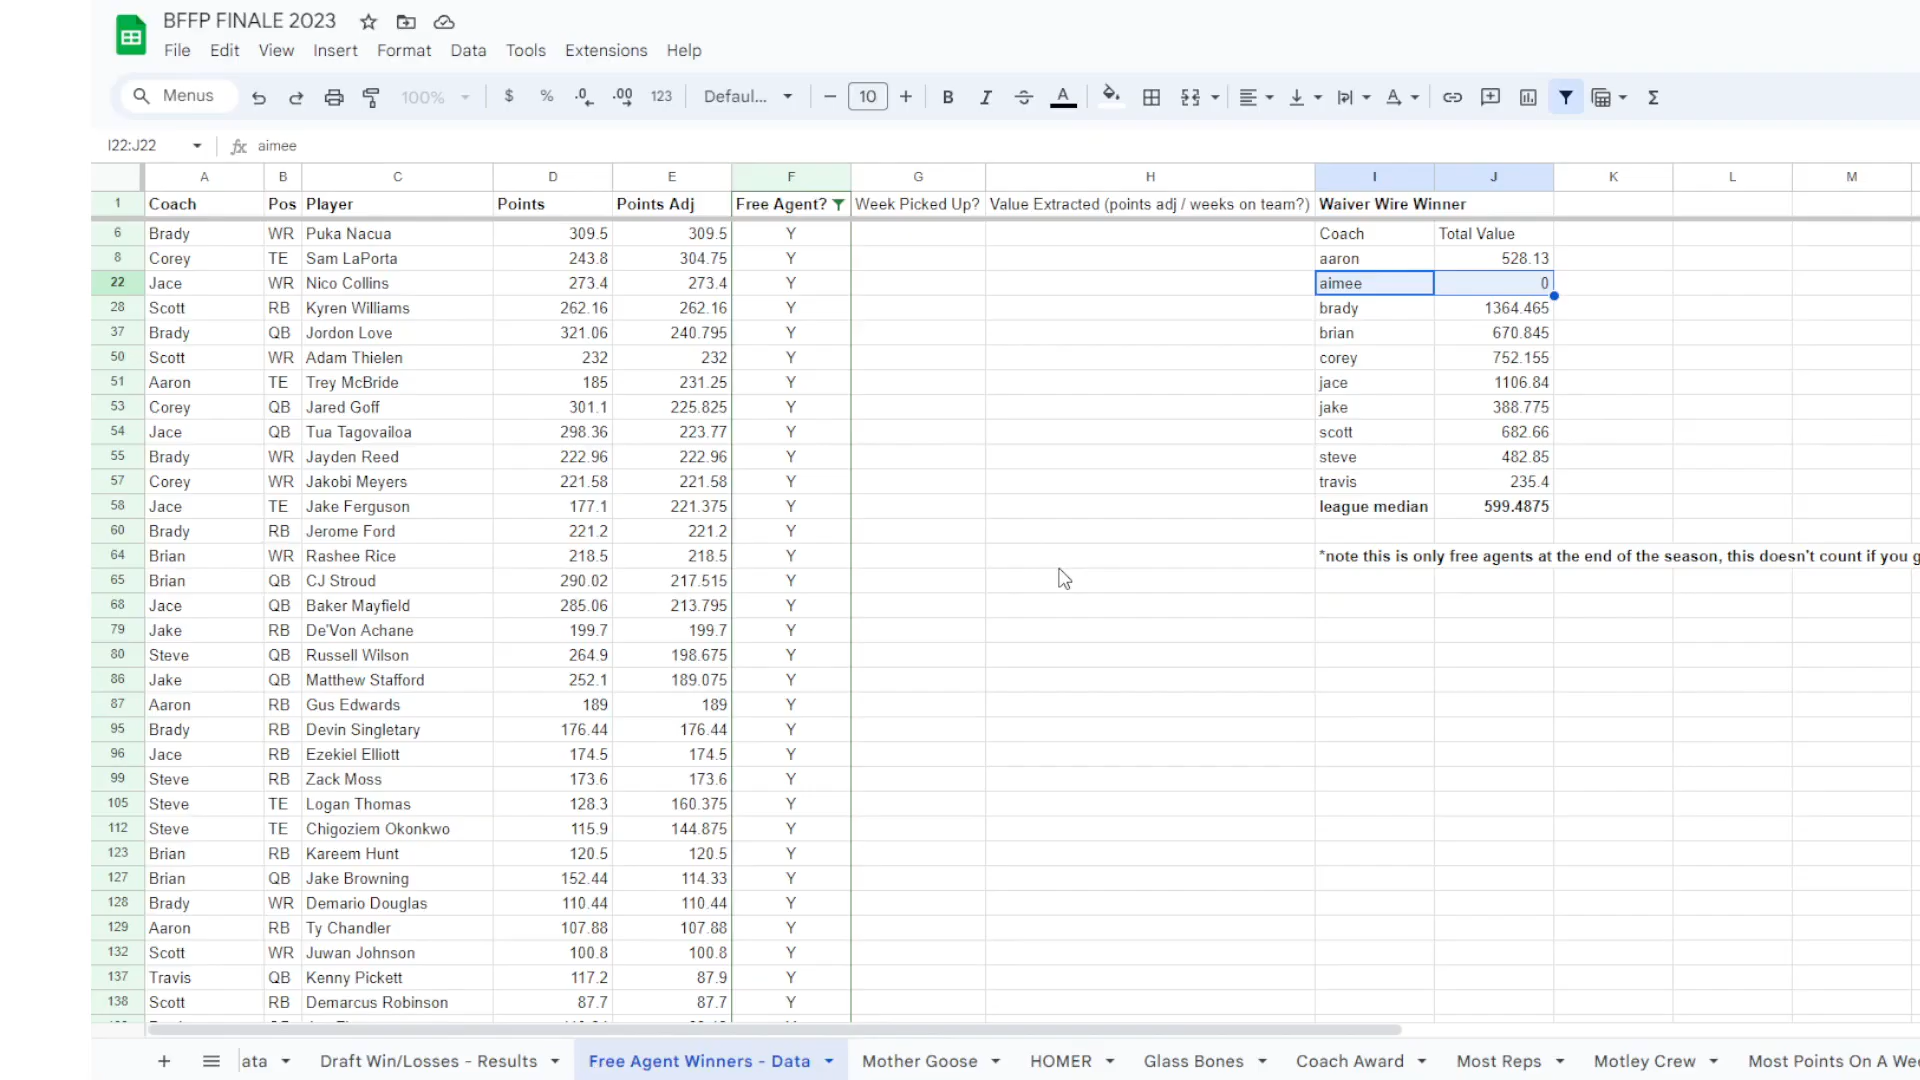 BFFP FINALE 2023
File Edit View Insert Format Data Tools Extensions Help
Menus 100% $ % .0 .00 123 Defaul... 10 B I A
I22:J22 fx aimee
A B C D E F G H I J K L M
1 Coach Pos Player Points Points Adj Free Agent? Week Picked Up? Value Extracted (points adj / weeks on team?) Waiver Wire Winner
6 Brady WR Puka Nacua 309.5 309.5 Y Coach Total Value
8 Corey TE Sam LaPorta 243.8 304.75 Y aaron 528.13
22 Jace WR Nico Collins 273.4 273.4 Y aimee 0
28 Scott RB Kyren Williams 262.16 262.16 Y brady 1364.465
37 Brady QB Jordon Love 321.06 240.795 Y brian 670.845
50 Scott WR Adam Thielen 232 232 Y corey 752.155
51 Aaron TE Trey McBride 185 231.25 Y jace 1106.84
53 Corey QB Jared Goff 301.1 225.825 Y jake 388.775
54 Jace QB Tua Tagovailoa 298.36 223.77 Y scott 682.66
55 Brady WR Jayden Reed 222.96 222.96 Y steve 482.85
57 Corey WR Jakobi Meyers 221.58 221.58 Y travis 235.4
58 Jace TE Jake Ferguson 177.1 221.375 Y league median 599.4875
60 Brady RB Jerome Ford 221.2 221.2 Y
64 Brian WR Rashee Rice 218.5 218.5 Y *note this is only free agents at the end of the season, this doesn't count if you g
65 Brian QB CJ Stroud 290.02 217.515 Y
68 Jace QB Baker Mayfield 285.06 213.795 Y
79 Jake RB De'Von Achane 199.7 199.7 Y
80 Steve QB Russell Wilson 264.9 198.675 Y
86 Jake QB Matthew Stafford 252.1 189.075 Y
87 Aaron RB Gus Edwards 189 189 Y
95 Brady RB Devin Singletary 176.44 176.44 Y
96 Jace RB Ezekiel Elliott 174.5 174.5 Y
99 Steve RB Zack Moss 173.6 173.6 Y
105 Steve TE Logan Thomas 128.3 160.375 Y
112 Steve TE Chigoziem Okonkwo 115.9 144.875 Y
123 Brian RB Kareem Hunt 120.5 120.5 Y
127 Brian QB Jake Browning 152.44 114.33 Y
128 Brady WR Demario Douglas 110.44 110.44 Y
129 Aaron RB Ty Chandler 107.88 107.88 Y
132 Scott WR Juwan Johnson 100.8 100.8 Y
137 Travis QB Kenny Pickett 117.2 87.9 Y
138 Scott RB Demarcus Robinson 87.7 87.7 Y
ata Draft Win/Losses - Results Free Agent Winners - Data Mother Goose HOMER Glass Bones Coach Award Most Reps Motley Crew Most Points On A We